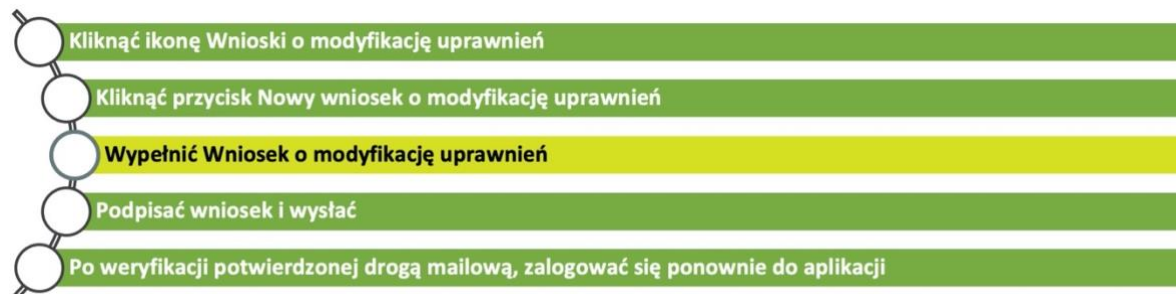 Kliknąć ikonę Wnioski o modyfikację uprawnień
Kliknąć przycisk Nowy wniosek o modyfikację uprawnień
Wypełnić Wniosek o modyfikację uprawnień
Podpisać wniosek i wysłać
Po weryfikacji potwierdzonej drogą mailową, zalogować się ponownie do aplikacji